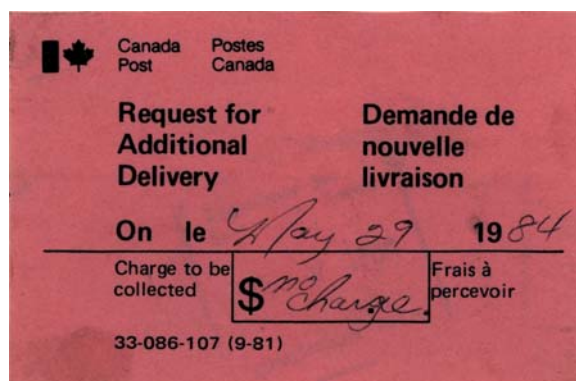 Canada Postes
Post Canada
Request for Demande de
Additional nouvelle
Delivery livraison
On le May 29 1984
Charge to be Frais à
collected $ no charge. percevoir
33-086-107 (9-81)